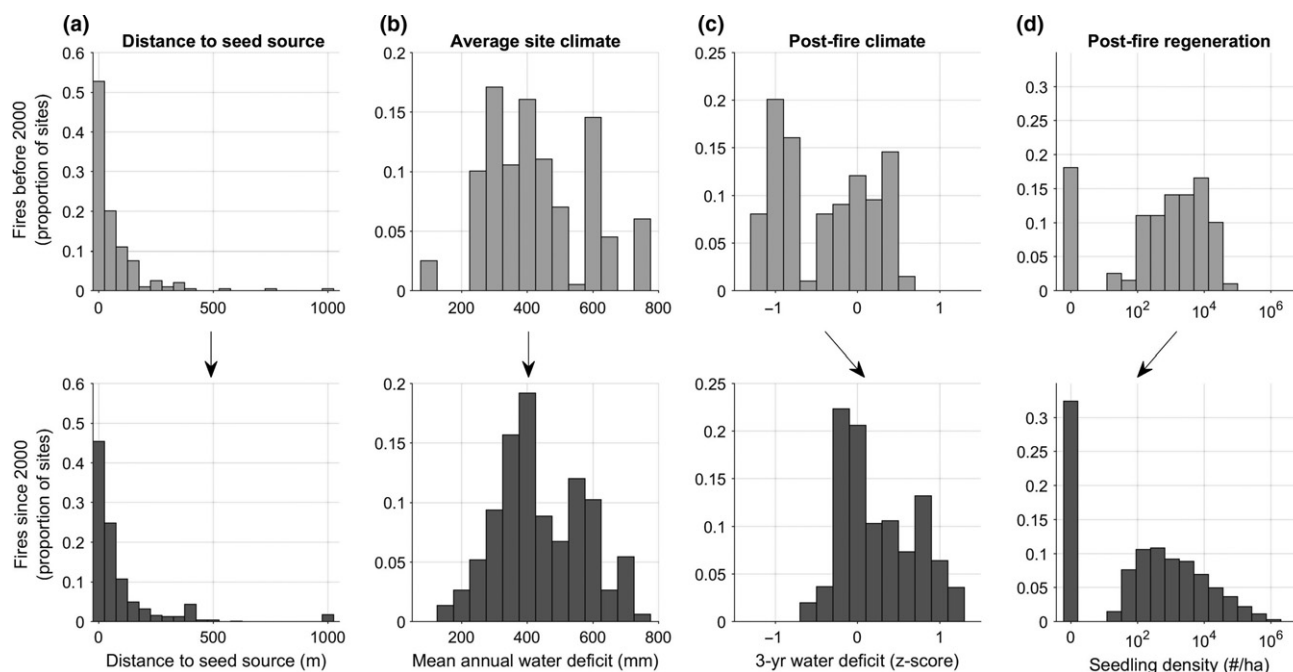 (a) (b) (c) (d)
Distance to seed source Average site climate Post-fire climate Post-fire regeneration
Fires before 2000
(proportion of sites)
0.6
0.5
0.4
0.3
0.2
0.1
0
0 500 1000
0.2
0.15
0.1
0.05
0
200 400 600 800
0.25
0.2
0.15
0.1
0.05
0
−1 0 1
0.3
0.25
0.2
0.15
0.1
0.05
0
0 10² 10⁴ 10⁶
Fires since 2000
(proportion of sites)
0.6
0.5
0.4
0.3
0.2
0.1
0
0 500 1000
Distance to seed source (m)
0.2
0.15
0.1
0.05
0
200 400 600 800
Mean annual water deficit (mm)
0.25
0.2
0.15
0.1
0.05
0
−1 0 1
3-yr water deficit (z-score)
0.3
0.25
0.2
0.15
0.1
0.05
0
0 10² 10⁴ 10⁶
Seedling density (#/ha)